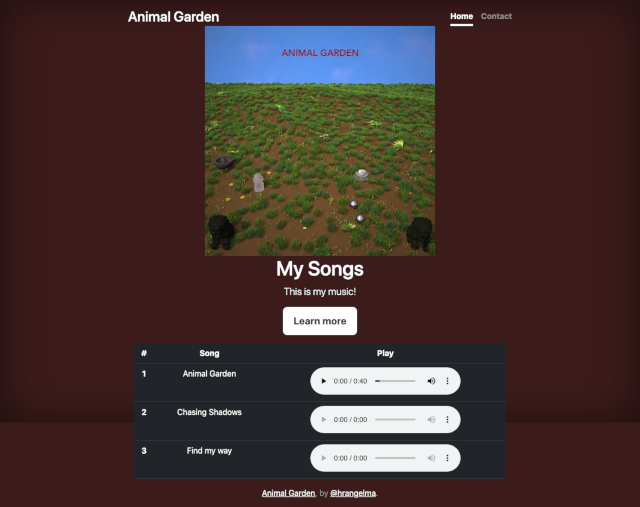 Animal Garden
Home Contact
ANIMAL GARDEN
My Songs
This is my music!
Learn more
# Song Play
1 Animal Garden 0:00 / 0:40
2 Chasing Shadows 0:00 / 0:00
3 Find my way 0:00 / 0:00
Animal Garden, by @hrangelma.